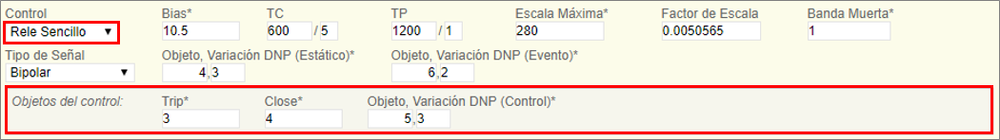 Control Bias* TC TP Escala Máxima* Factor de Escala Banda Muerta*
Rele Sencillo 10.5 600 / 5 1200 / 1 280 0.0050565 1
Tipo de Señal Objeto, Variación DNP (Estático)* Objeto, Variación DNP (Evento)*
Bipolar 4,3 6,2
Objetos del control: Trip* Close* Objeto, Variación DNP (Control)*
3 4 5,3